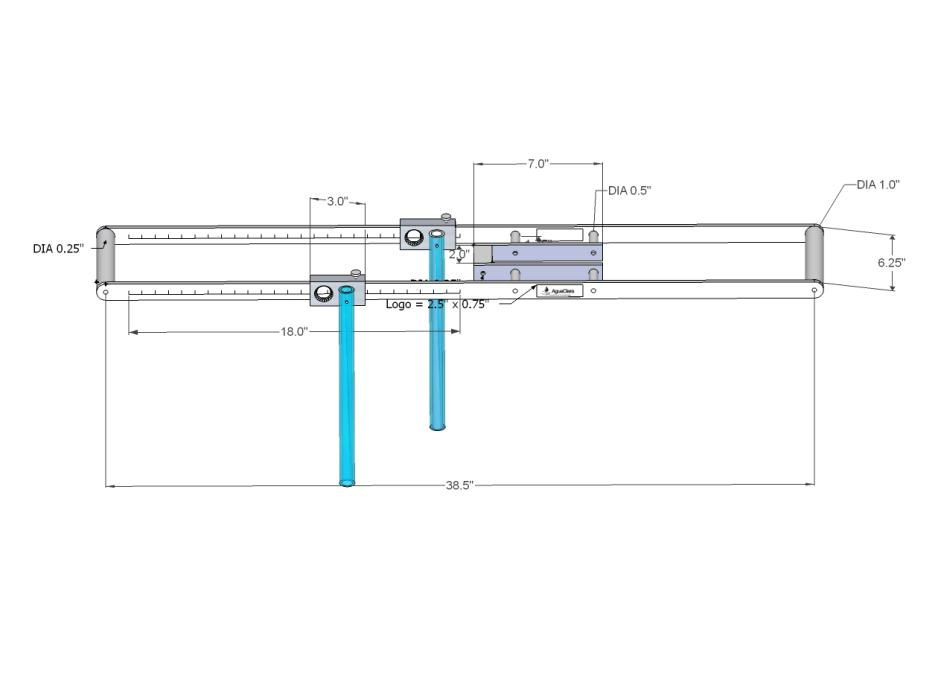 7.0"
DIA 0.5"
DIA 1.0"
3.0"
DIA 0.25"
2.0"
6.25"
Logo = 2.5" x 0.75"
AguaClara
18.0"
38.5"